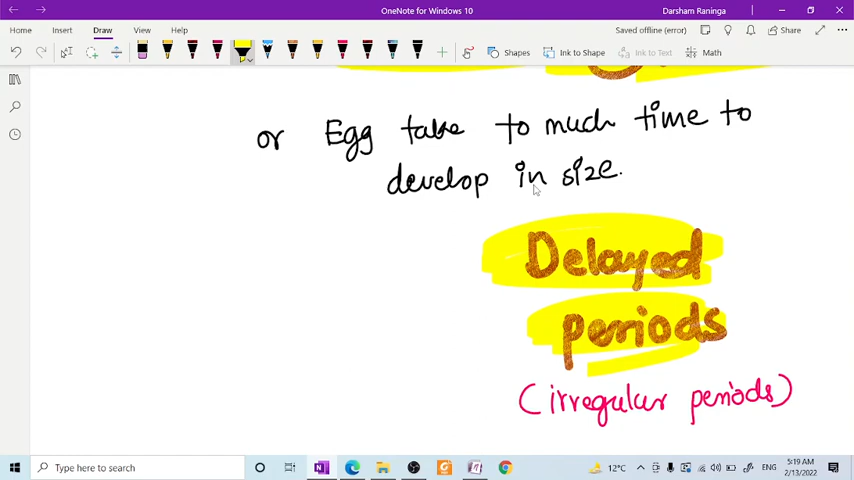 OneNote for Windows 10
Darsham Raninga
Home
Insert
Draw
View
Help
Saved offline (error)
Share
Shapes
Ink to Shape
Ink to Text
Math
or Egg take to much time to
develop in size.
Delayed
periods
(irregular periods)
Type here to search
12°C
ENG
5:19 AM
2/13/2022